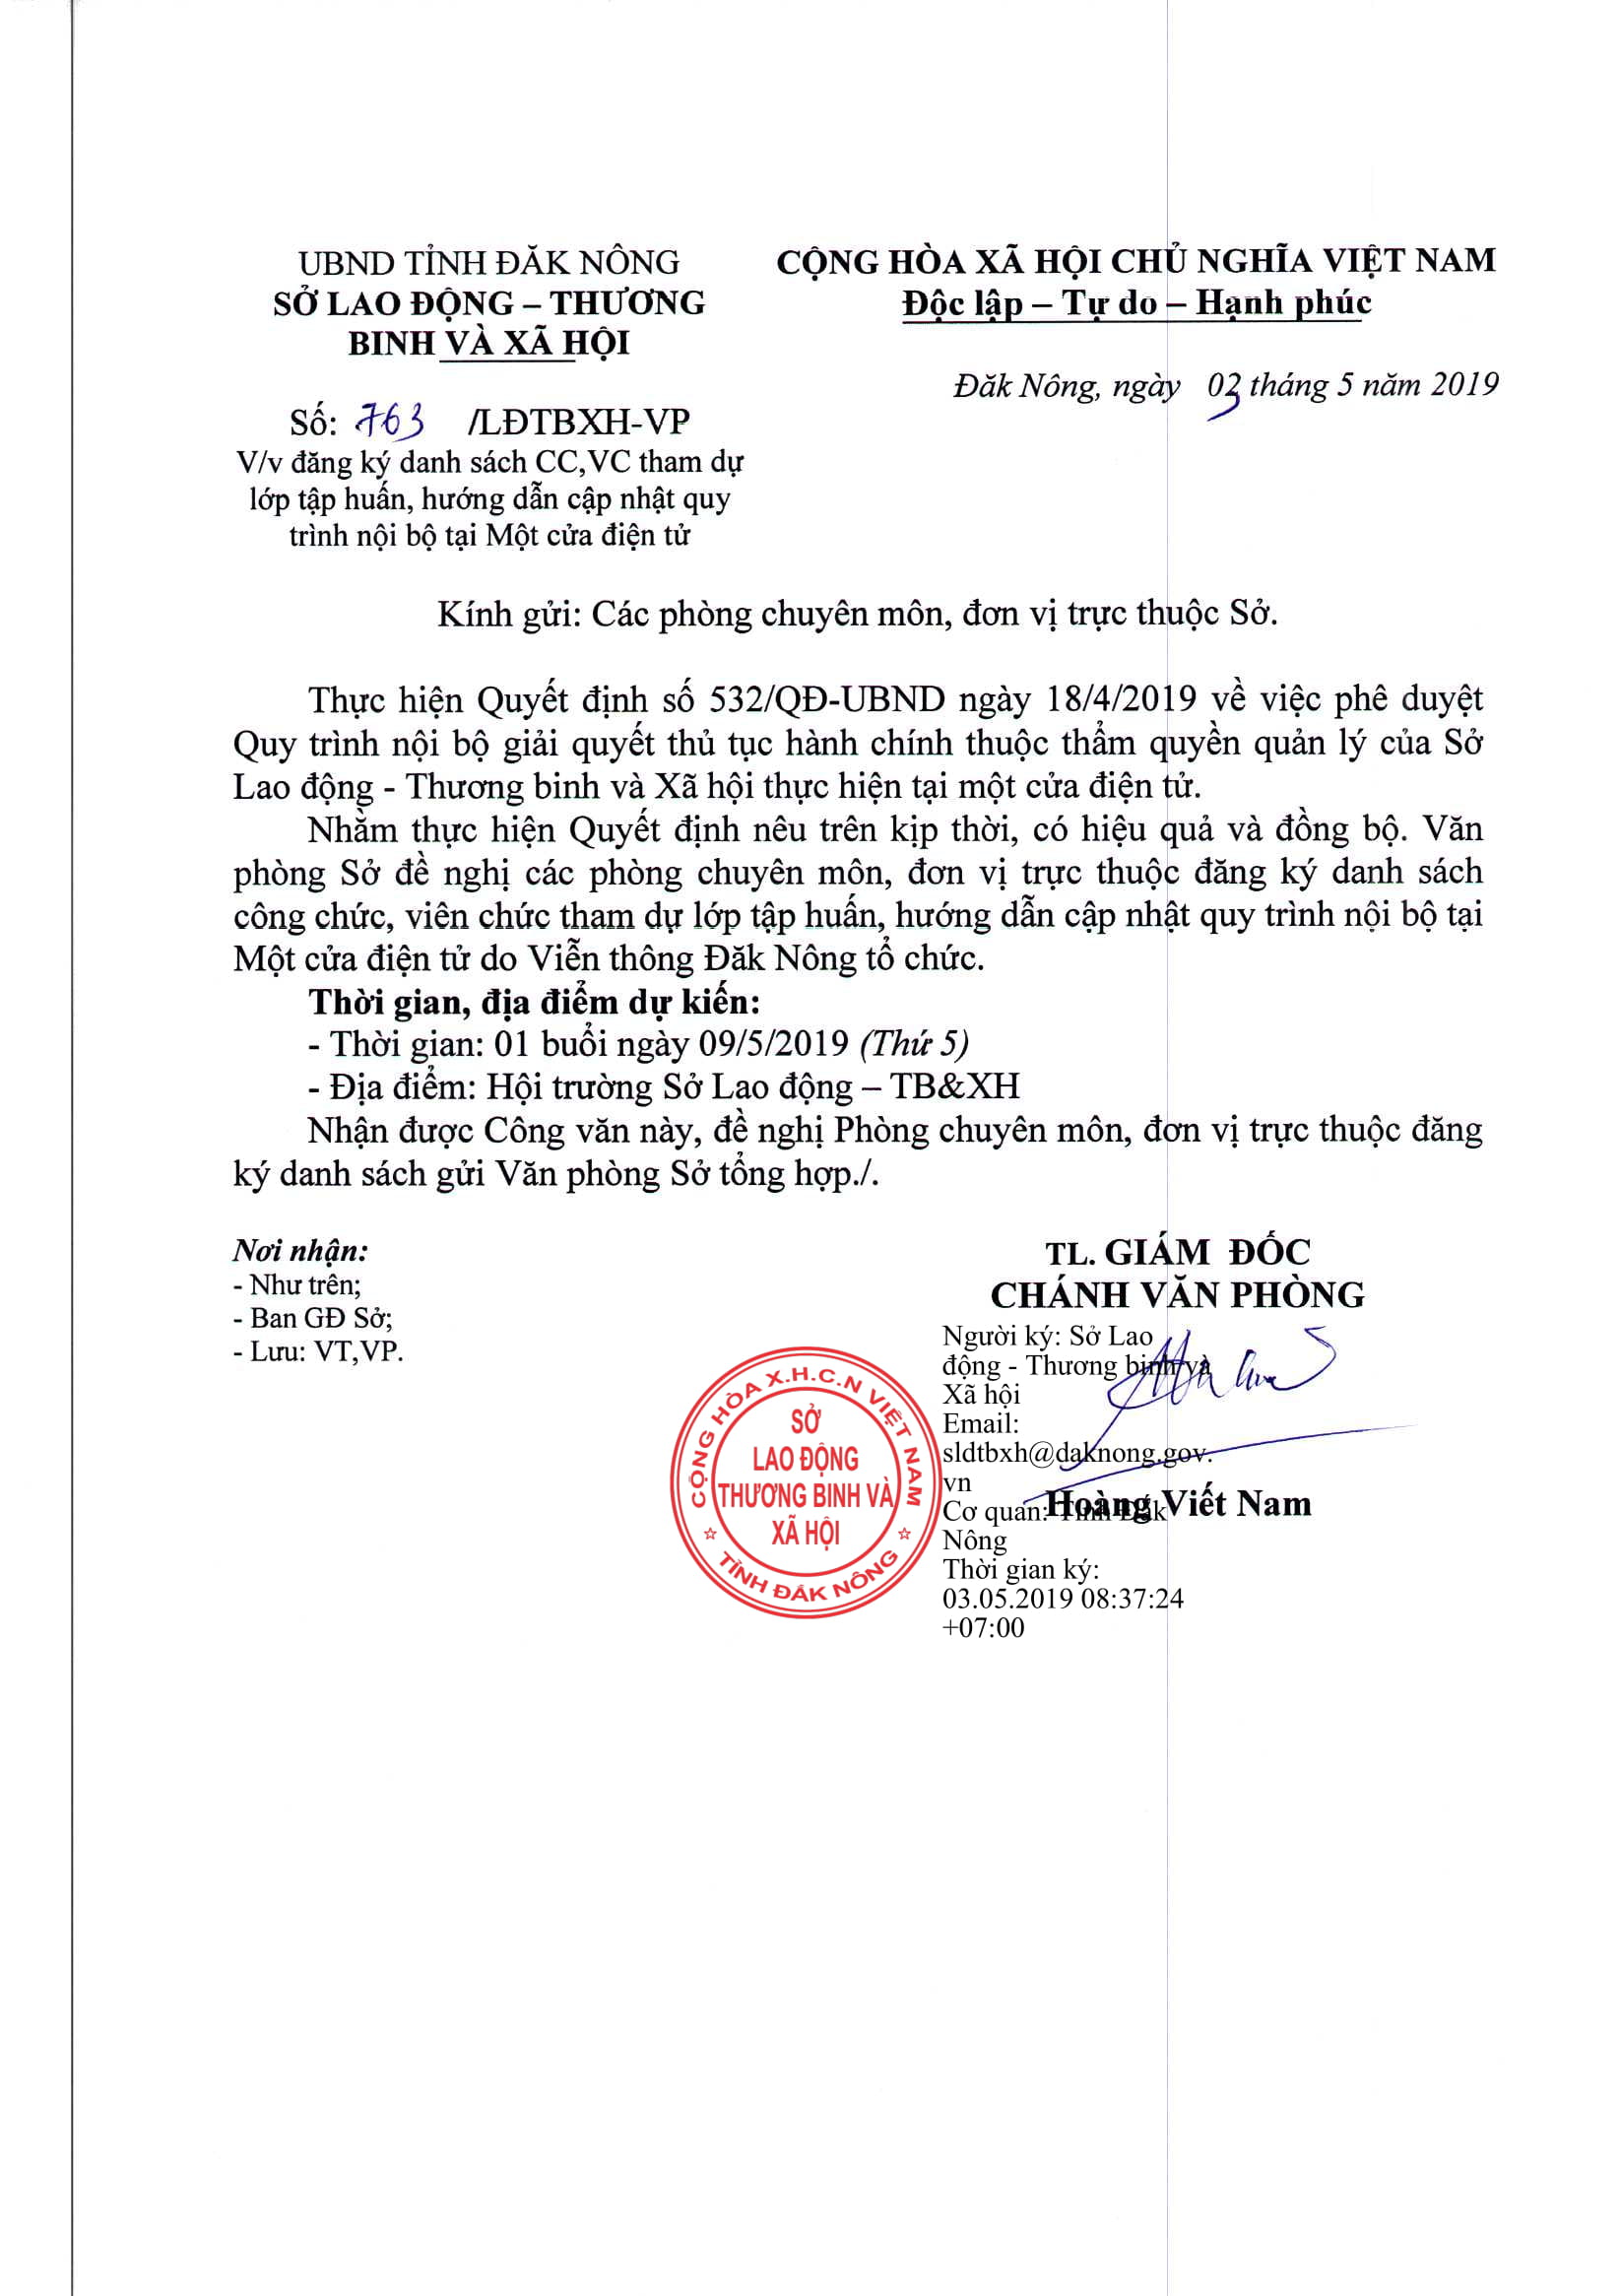 UBND TỈNH ĐĂK NÔNG
SỞ LAO ĐỘNG – THƯƠNG
BINH VÀ XÃ HỘI
CỘNG HÒA XÃ HỘI CHỦ NGHĨA VIỆT NAM
Độc lập – Tự do – Hạnh phúc
Số: 763 /LĐTBXH-VP
Đăk Nông, ngày 03 tháng 5 năm 2019
V/v đăng ký danh sách CC,VC tham dự
lớp tập huấn, hướng dẫn cập nhật quy
trình nội bộ tại Một cửa điện tử
Kính gửi: Các phòng chuyên môn, đơn vị trực thuộc Sở.
Thực hiện Quyết định số 532/QĐ-UBND ngày 18/4/2019 về việc phê duyệt
Quy trình nội bộ giải quyết thủ tục hành chính thuộc thẩm quyền quản lý của Sở
Lao động - Thương binh và Xã hội thực hiện tại một cửa điện tử.
Nhằm thực hiện Quyết định nêu trên kịp thời, có hiệu quả và đồng bộ. Văn
phòng Sở đề nghị các phòng chuyên môn, đơn vị trực thuộc đăng ký danh sách
công chức, viên chức tham dự lớp tập huấn, hướng dẫn cập nhật quy trình nội bộ tại
Một cửa điện tử do Viễn thông Đăk Nông tổ chức.
Thời gian, địa điểm dự kiến:
- Thời gian: 01 buổi ngày 09/5/2019 (Thứ 5)
- Địa điểm: Hội trường Sở Lao động – TB&XH
Nhận được Công văn này, đề nghị Phòng chuyên môn, đơn vị trực thuộc đăng
ký danh sách gửi Văn phòng Sở tổng hợp./.
Nơi nhận:
- Như trên;
- Ban GĐ Sở;
- Lưu: VT,VP.
TL. GIÁM ĐỐC
CHÁNH VĂN PHÒNG
Người ký: Sở Lao
động - Thương binh và
Xã hội
Email:
sldtbxh@daknong.gov.
vn
Cơ quan: Tỉnh Đắk
Nông
Thời gian ký:
03.05.2019 08:37:24
+07:00
Hoàng Viết Nam
CỘNG HÒA X.H.C.N VIỆT NAM
SỞ
LAO ĐỘNG
THƯƠNG BINH VÀ
XÃ HỘI
TỈNH ĐẮK NÔNG